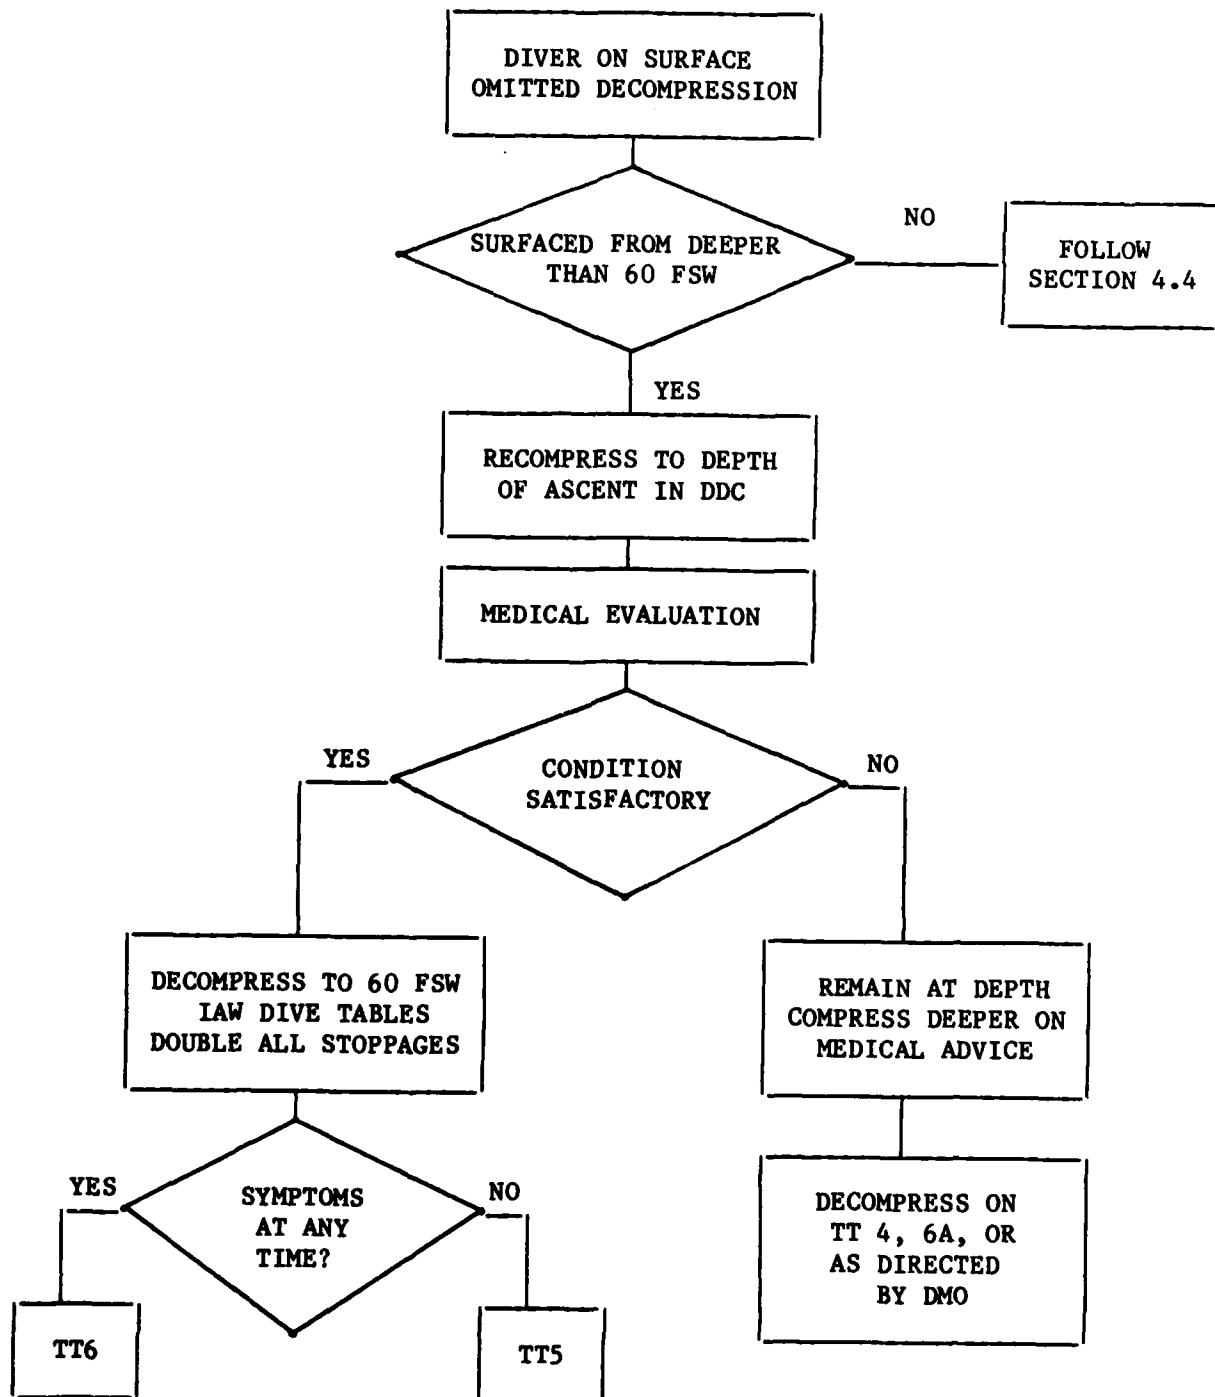 DIVER ON SURFACE
OMITTED DECOMPRESSION
SURFACED FROM DEEPER
THAN 60 FSW
NO
FOLLOW
SECTION 4.4
YES
RECOMPRESS TO DEPTH
OF ASCENT IN DDC
MEDICAL EVALUATION
CONDITION
SATISFACTORY
YES
NO
DECOMPRESS TO 60 FSW
IAW DIVE TABLES
DOUBLE ALL STOPPAGES
REMAIN AT DEPTH
COMPRESS DEEPER ON
MEDICAL ADVICE
SYMPTOMS
AT ANY
TIME?
YES
NO
DECOMPRESS ON
TT 4, 6A, OR
AS DIRECTED
BY DMO
TT6
TT5